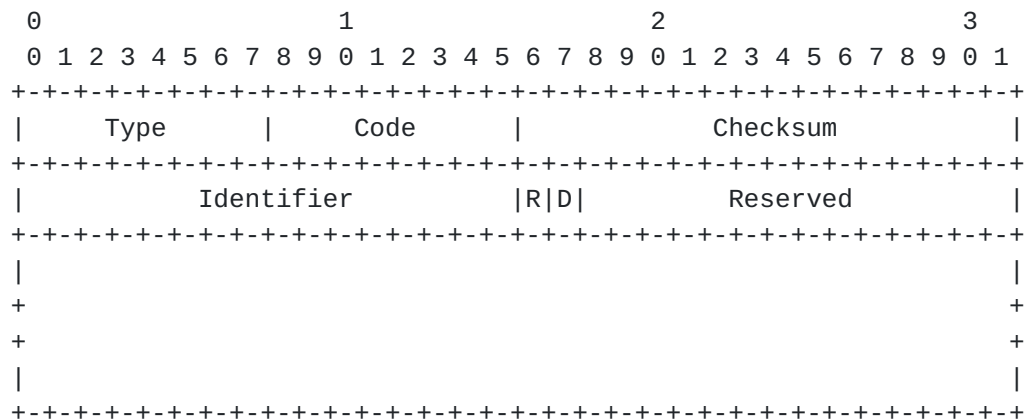 0                   1                   2                   3
 0 1 2 3 4 5 6 7 8 9 0 1 2 3 4 5 6 7 8 9 0 1 2 3 4 5 6 7 8 9 0 1
+-+-+-+-+-+-+-+-+-+-+-+-+-+-+-+-+-+-+-+-+-+-+-+-+-+-+-+-+-+-+-+-+
|     Type      |     Code      |            Checksum           |
+-+-+-+-+-+-+-+-+-+-+-+-+-+-+-+-+-+-+-+-+-+-+-+-+-+-+-+-+-+-+-+-+
|           Identifier          |R|D|         Reserved          |
+-+-+-+-+-+-+-+-+-+-+-+-+-+-+-+-+-+-+-+-+-+-+-+-+-+-+-+-+-+-+-+-+
|                                                               |
+                                                               +
+                                                               +
|                                                               |
+-+-+-+-+-+-+-+-+-+-+-+-+-+-+-+-+-+-+-+-+-+-+-+-+-+-+-+-+-+-+-+-+